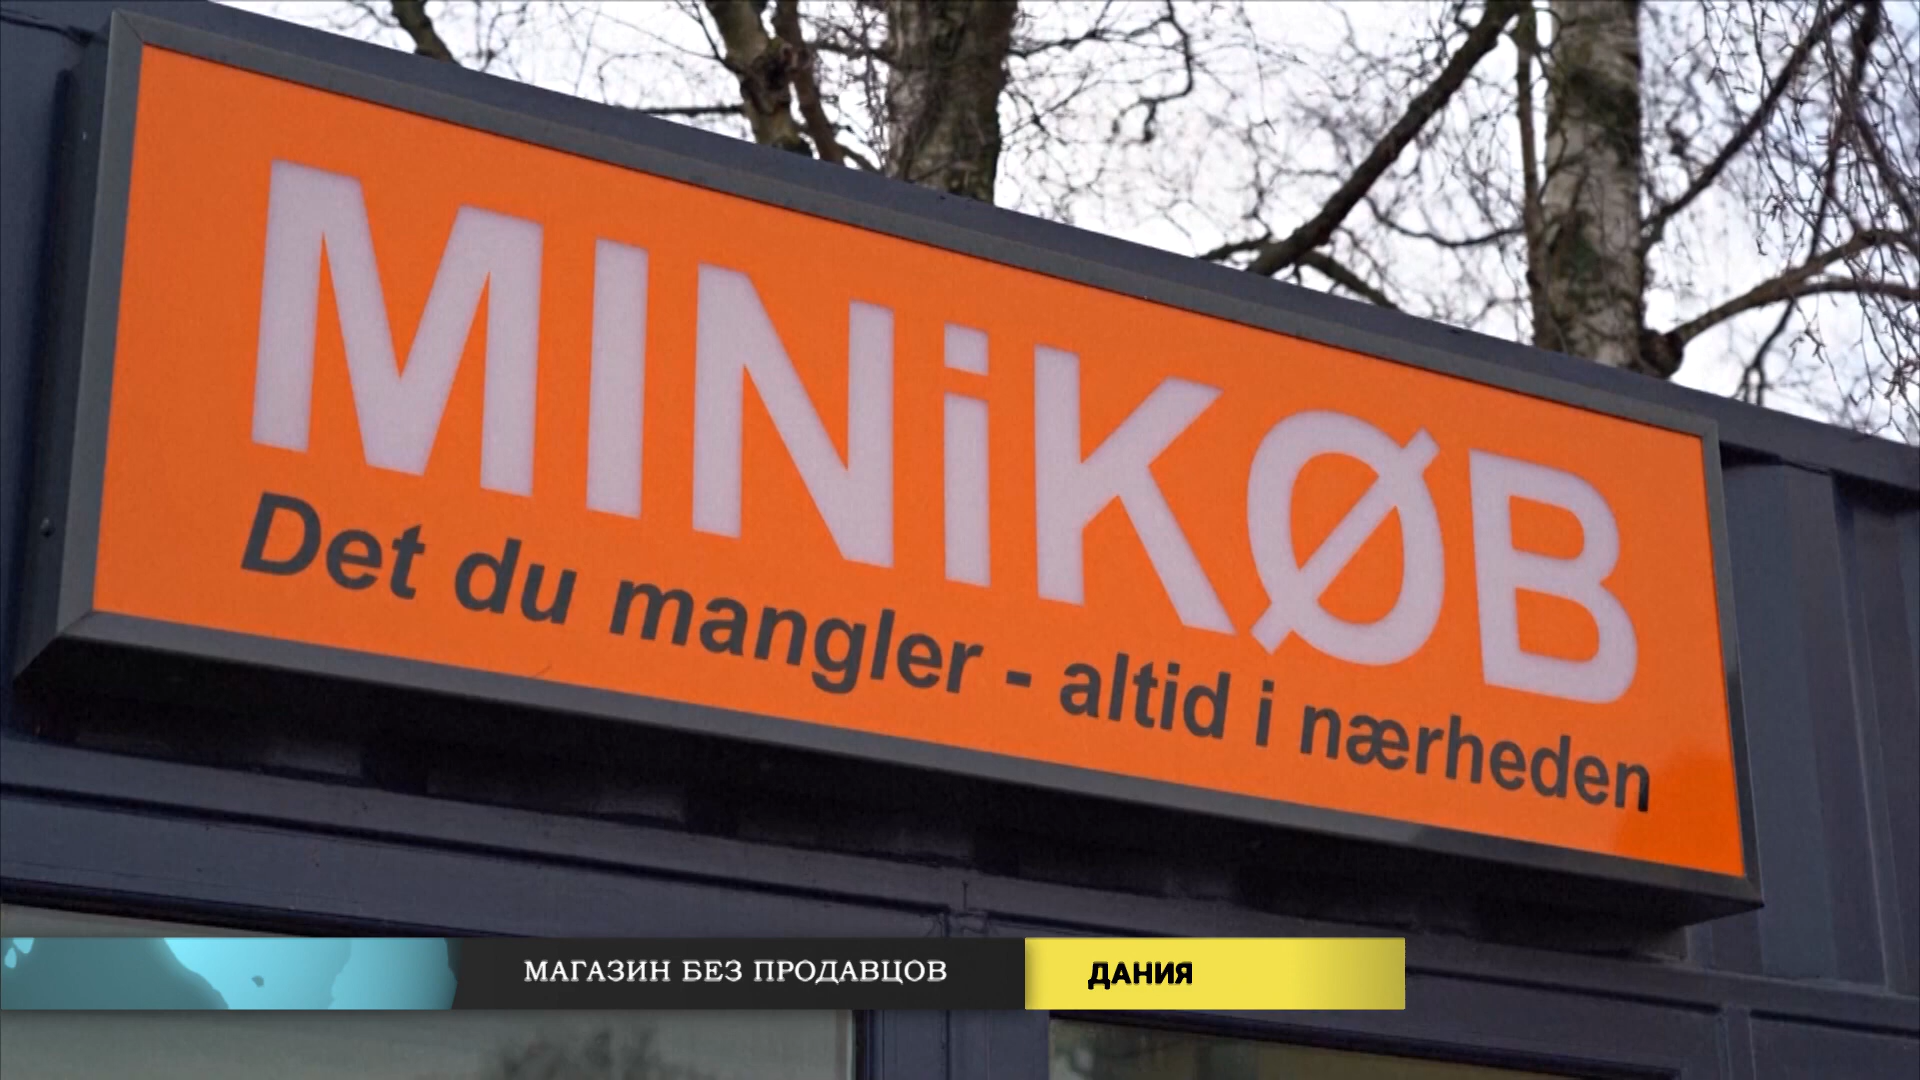 MINiKØB
Det du mangler - altid i nærheden
МАГАЗИН БЕЗ ПРОДАВЦОВ
ДАНИЯ